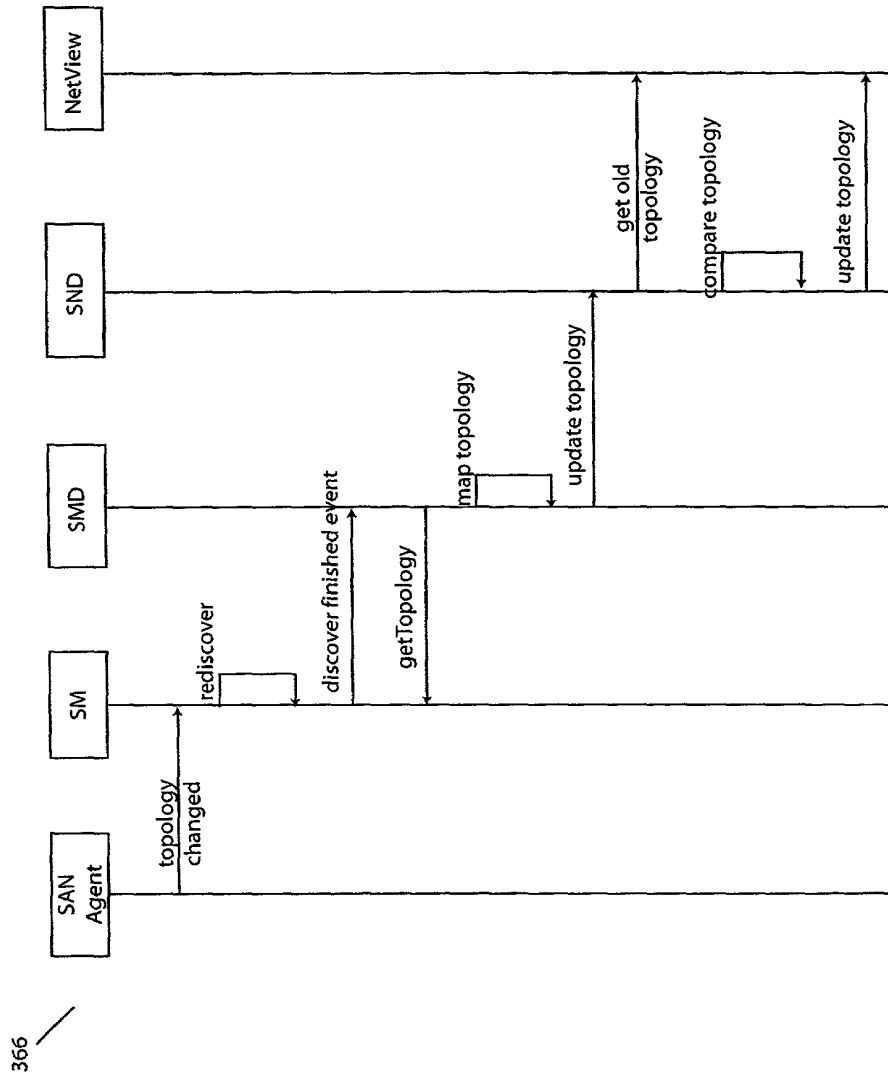 366
SAN
Agent
SM
SMD
SND
NetView
topology
changed
rediscover
discover finished event
getTopology
map topology
update topology
get old
topology
compare topology
update topology